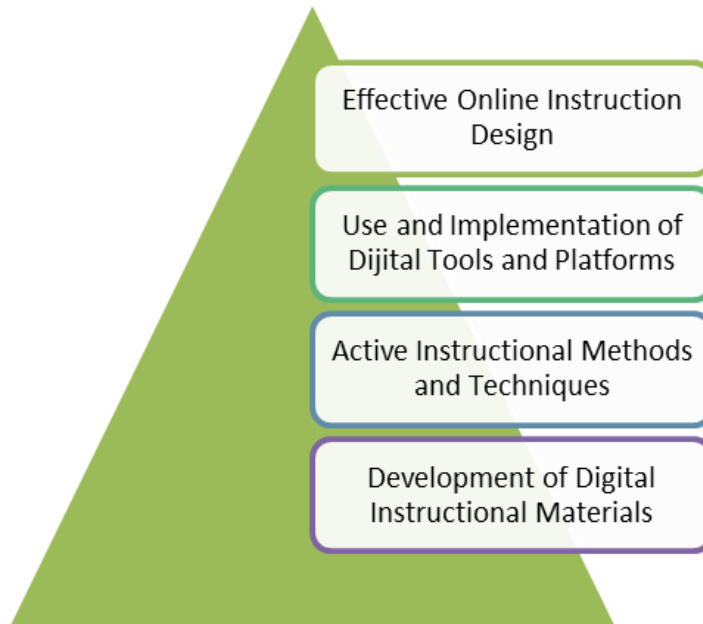 Effective Online Instruction
Design
Use and Implementation of
Dijital Tools and Platforms
Active Instructional Methods
and Techniques
Development of Digital
Instructional Materials